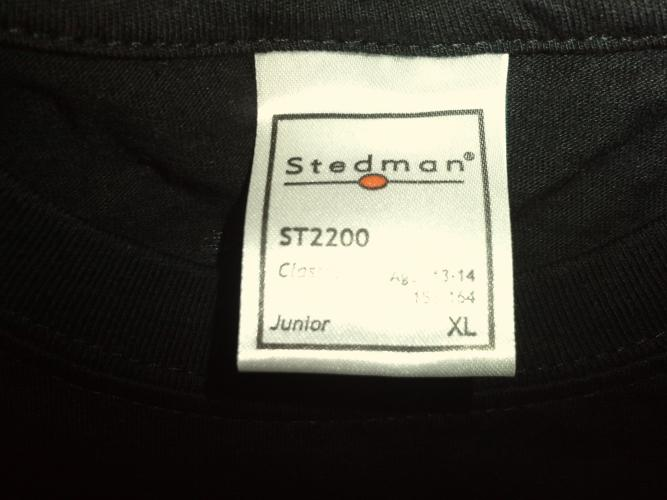 Stedman®
ST2200
13-14
164
Junior XL